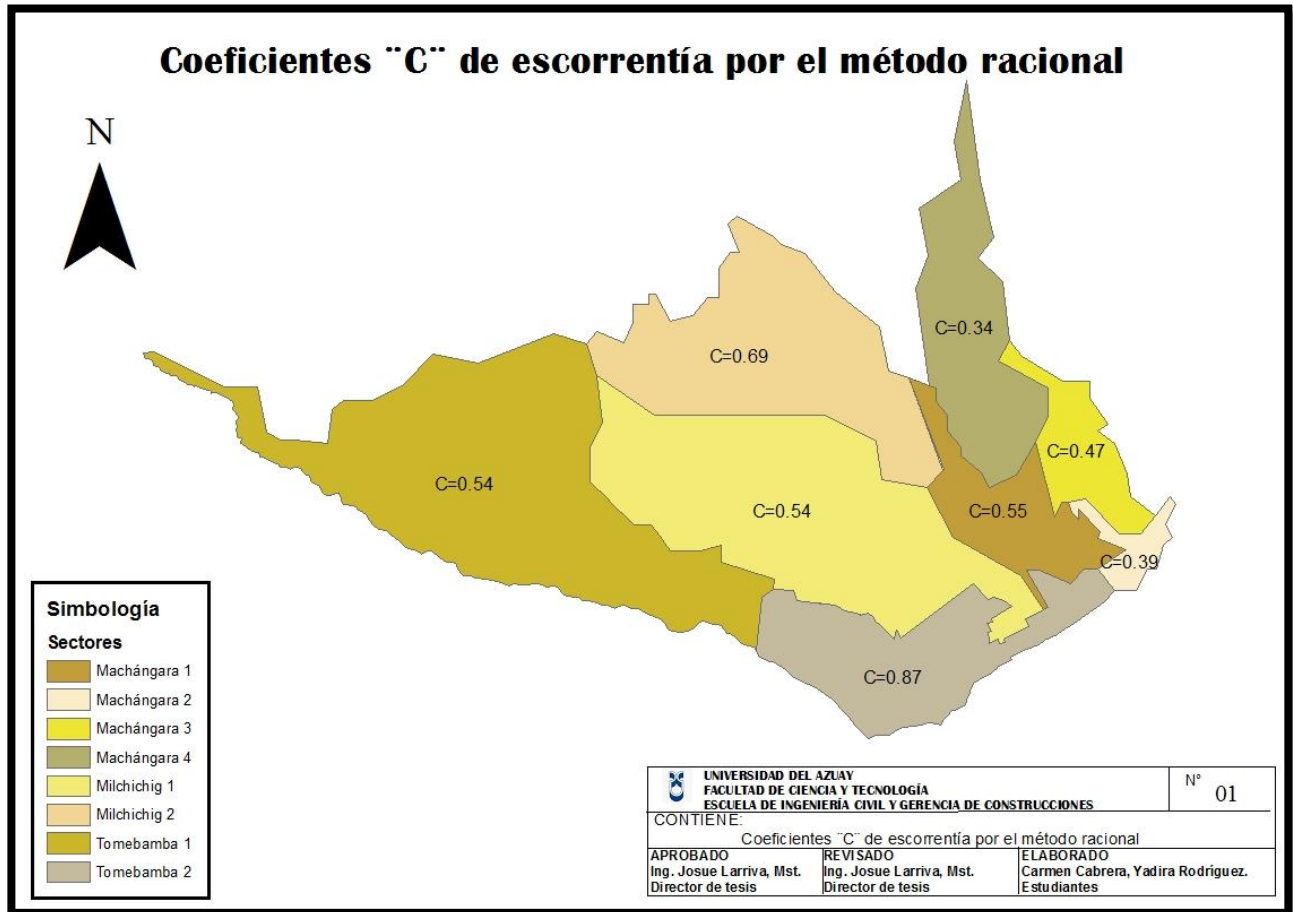 Coeficientes ¨C¨ de escorrentía por el método racional
N
C=0.34
C=0.69
C=0.47
C=0.54
C=0.54
C=0.55
C=0.39
C=0.87
Simbología
Sectores
Machángara 1
Machángara 2
Machángara 3
Machángara 4
Milchichig 1
Milchichig 2
Tomebamba 1
Tomebamba 2
UNIVERSIDAD DEL AZUAY
FACULTAD DE CIENCIA Y TECNOLOGÍA
ESCUELA DE INGENIERÍA CIVIL Y GERENCIA DE CONSTRUCCIONES
N° 01
CONTIENE:
Coeficientes ¨C¨ de escorrentía por el método racional
APROBADO
Ing. Josue Larriva, Mst.
Director de tesis
REVISADO
Ing. Josue Larriva, Mst.
Director de tesis
ELABORADO
Carmen Cabrera, Yadira Rodríguez.
Estudiantes